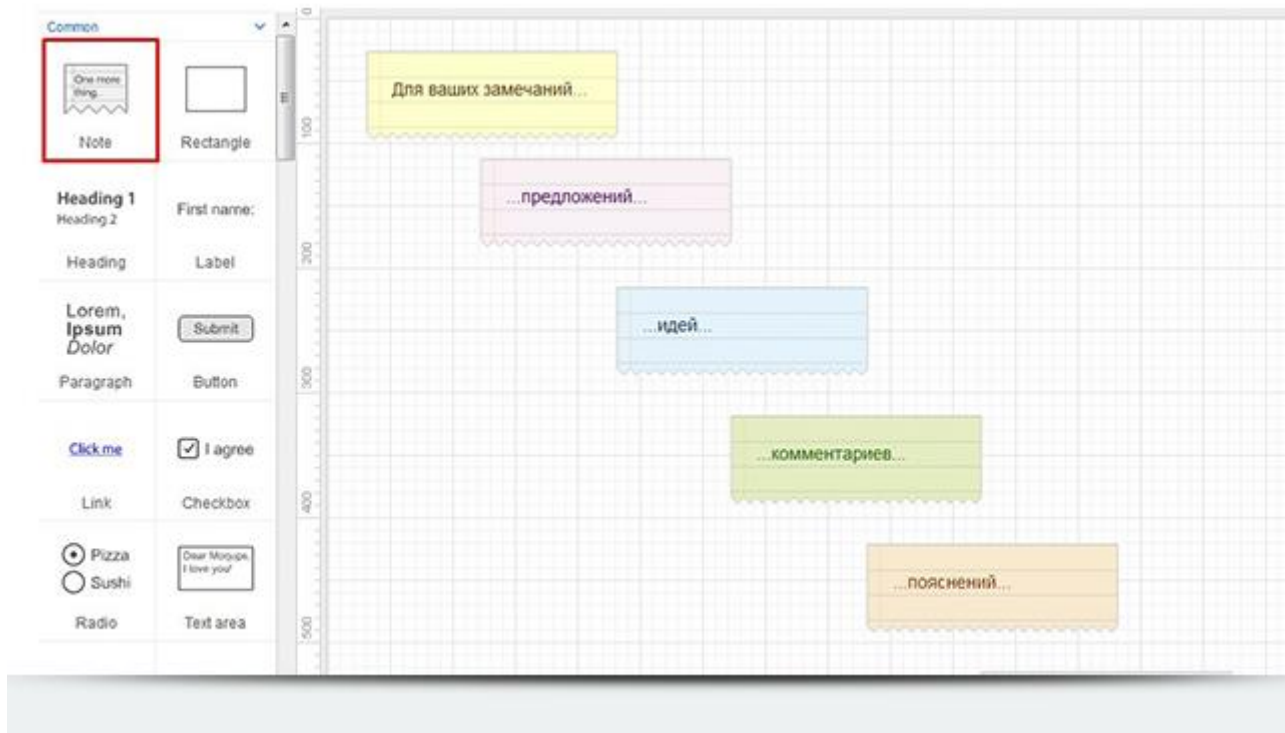 Common
One more
thing...
Note
Rectangle
Heading 1
Heading 2
First name:
Heading
Label
Lorem,
Ipsum
Dolor
Submit
Paragraph
Button
Click me
I agree
Link
Checkbox
Pizza
Sushi
Dear Moqups,
I love you!
Radio
Text area
0
100
200
300
400
500
Для ваших замечаний...
...предложений...
...идей...
...комментариев...
...пояснений...